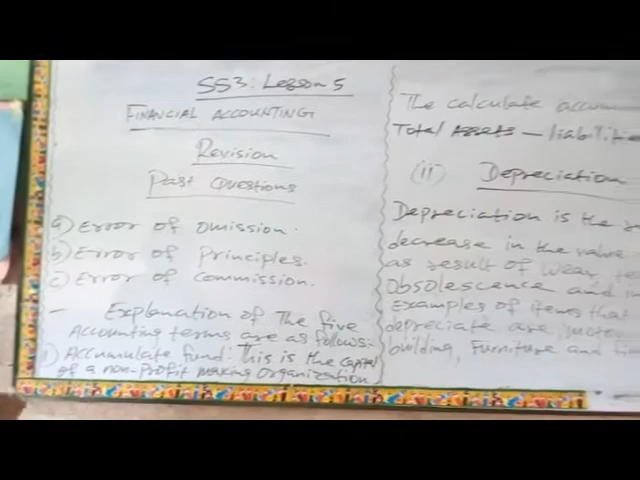 SS3: Lesson 5
FINANCIAL ACCOUNTING
Revision
Past Questions
a) Error of omission.
b) Error of Principles.
c) Error of Commission.
- Explanation of The five
Accounting terms are as follows:
i) Accumulate fund: This is the Capital
of a non-Profit making Organization.
The calculate
Total Assets - liabilities
(ii) Depreciation
Depreciation is the
decrease in the value
as result of wear
Obsolescence and
Examples of items that
depreciate are
building, Furniture and